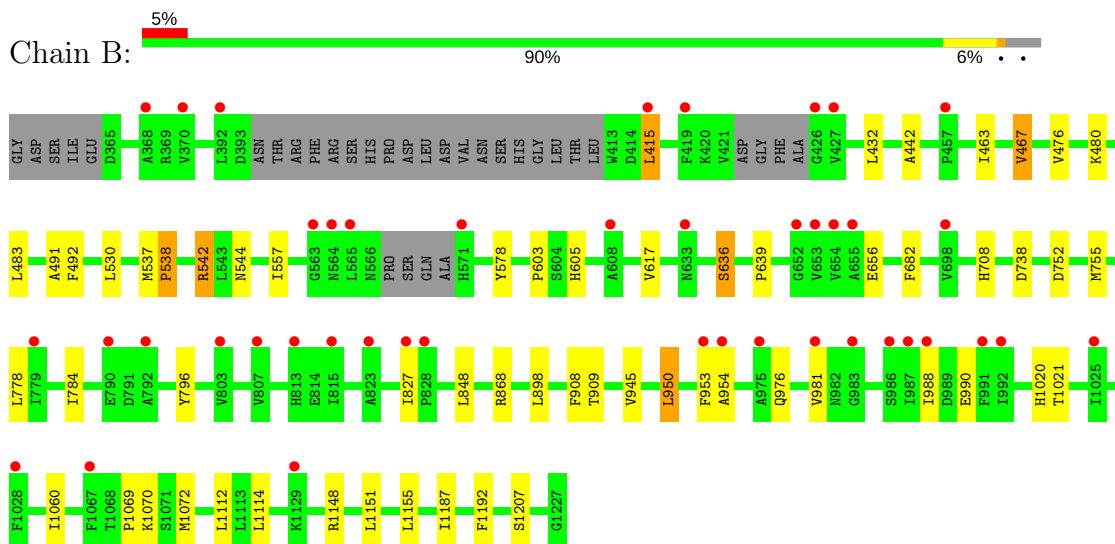 5%
Chain B:
90%
6%
GLY ASP SER ILE GLU D365 A368 R369 V370 L392 D393 ASN THR ARG PHE ARG SER HIS PRO ASP LEU ASP VAL ASN SER HIS GLY LEU THR LEU W413 D414 L415 F419 K420 V421 ASP GLY PHE ALA G426 V427 L432 A442 P457 I463 V467 V476 K480
L483 A491 F492 L530 M537 P538 R542 L543 N544 I557 G563 N564 L565 N566 PRO SER GLN ALA H571 Y578 P603 S604 H605 A608 V617 N633 S636 P639 G652 V653 V654 A655 E656 F682 V698 H708 D738 D752 M755
L778 I779 I784 E790 D791 A792 Y796 V803 V807 H813 E814 I815 A823 I827 P828 L848 R868 L898 F908 T909 V945 L950 F953 A954 A975 Q976 V981 N982 G983 S986 I987 I988 D989 E990 F991 I992 H1020 T1021 I1025
F1028 I1060 F1067 T1068 P1069 K1070 S1071 M1072 L1112 L1113 L1114 K1129 R1148 L1151 L1155 I1187 F1192 S1207 G1227